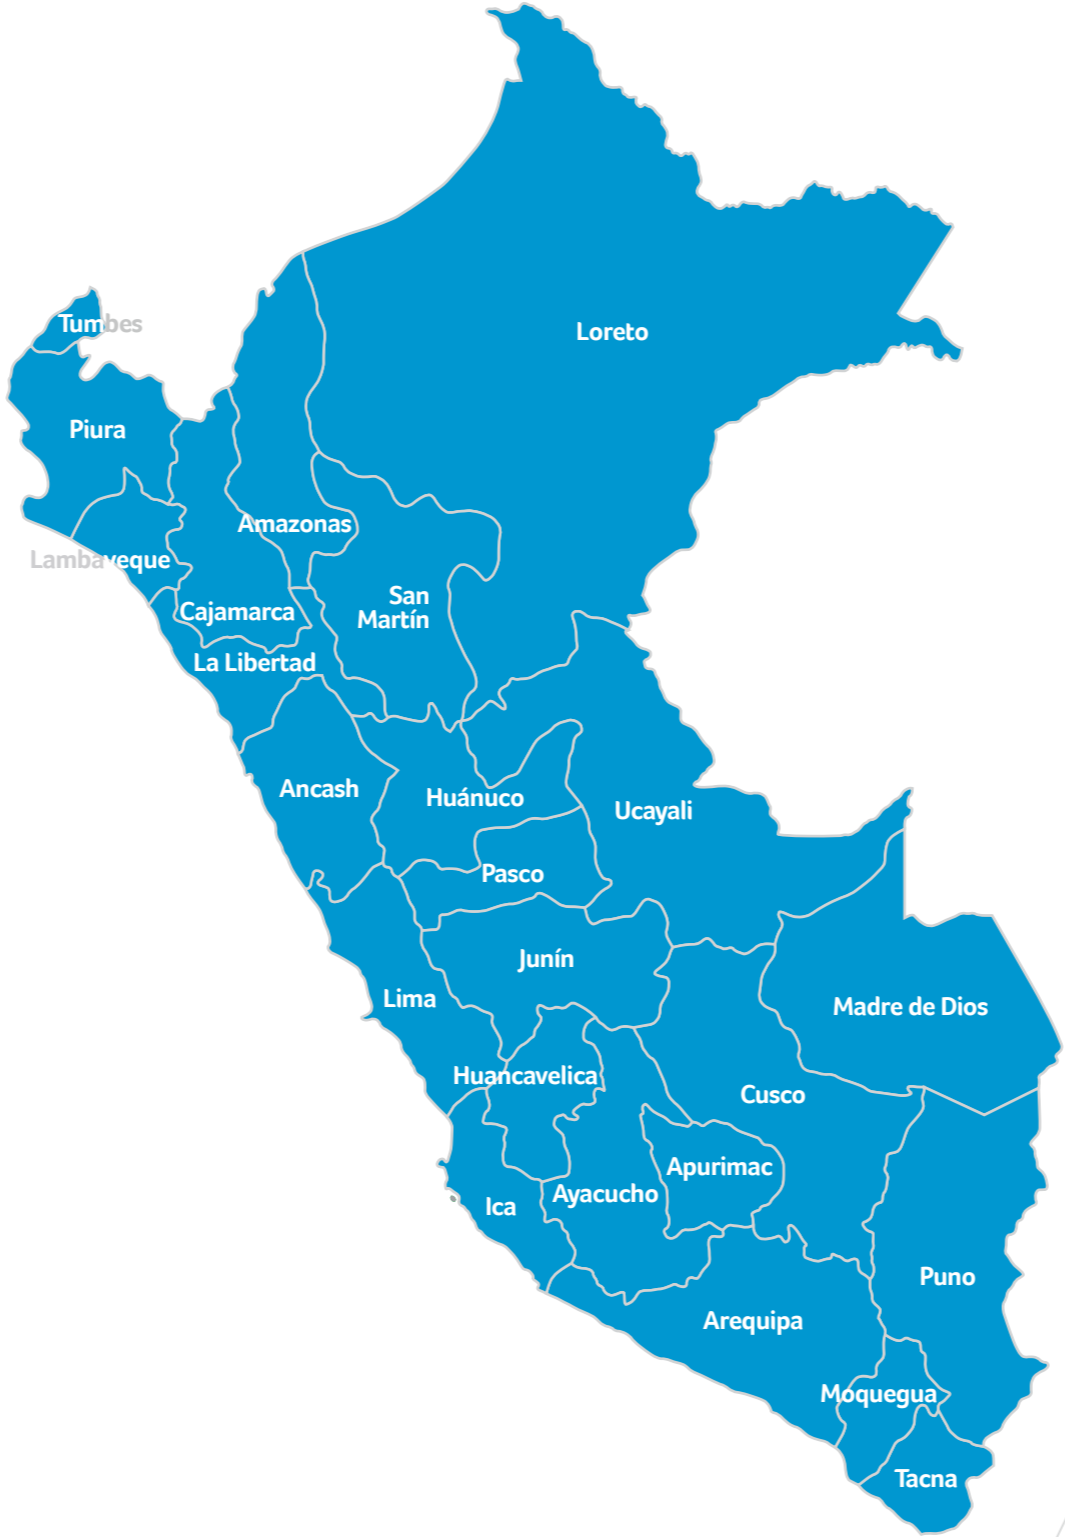 Loreto
Tumbes
Piura
Amazonas
Lambayeque
San
Martín
Cajamarca
La Libertad
Ancash
Huánuco
Ucayali
Pasco
Junín
Lima
Madre de Dios
Huancavelica
Cusco
Apurimac
Ayacucho
Ica
Puno
Arequipa
Moquegua
Tacna